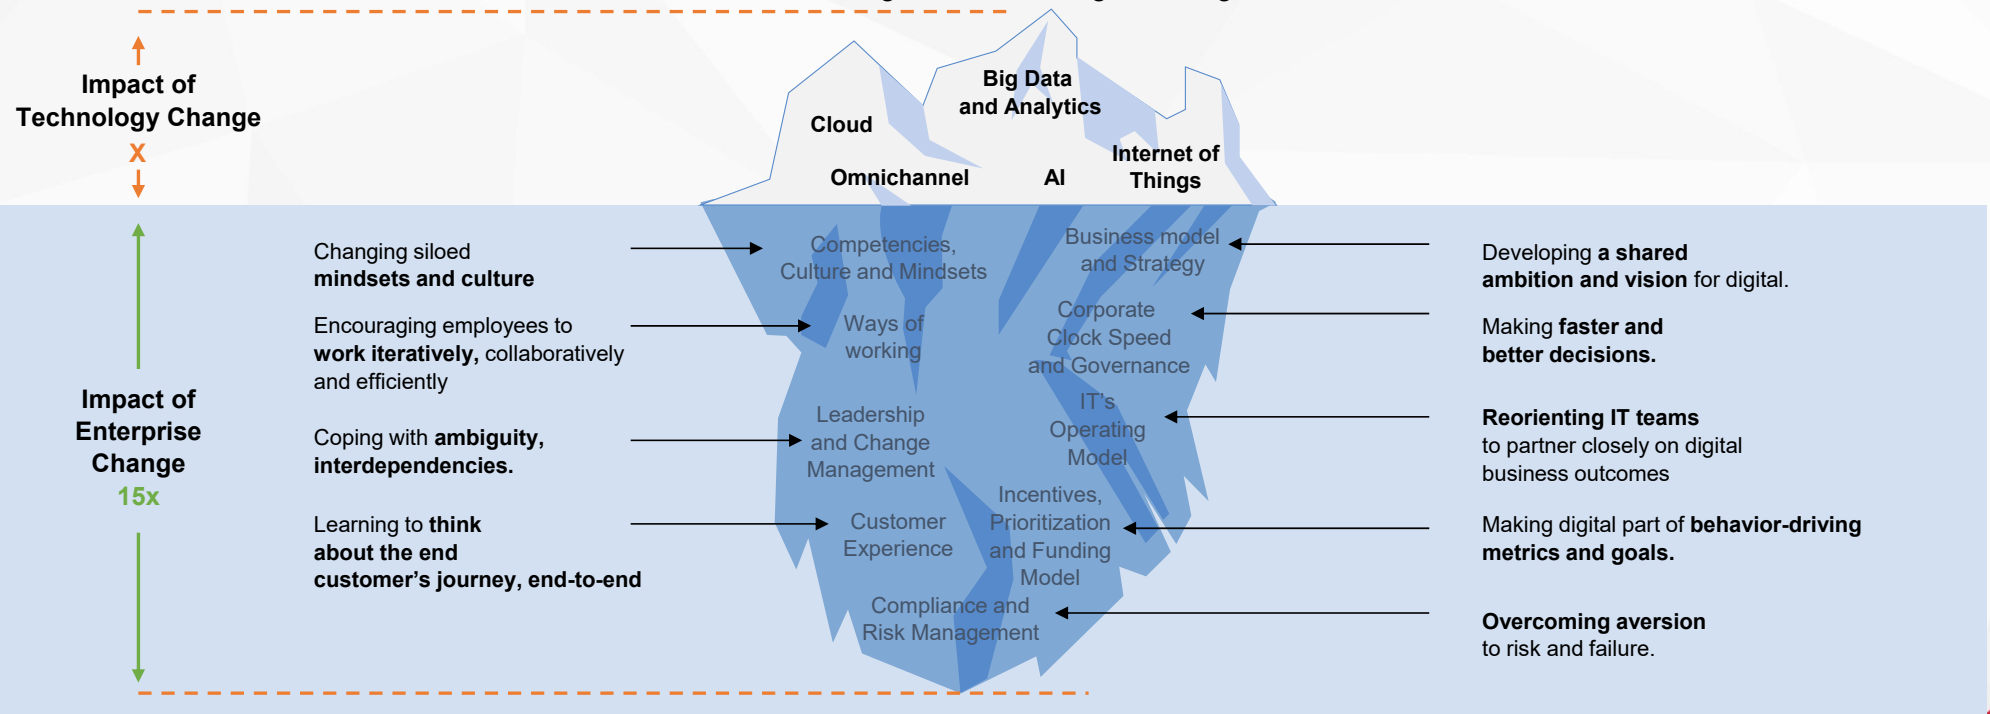 Impact of
Technology Change
X
Cloud
Big Data
and Analytics
Omnichannel
AI
Internet of
Things
Impact of
Enterprise
Change
15x
Changing siloed
mindsets and culture
Encouraging employees to
work iteratively, collaboratively
and efficiently
Coping with ambiguity,
interdependencies.
Learning to think
about the end
customer's journey, end-to-end
Competencies,
Culture and Mindsets
Ways of
working
Leadership
and Change
Management
Customer
Experience
Compliance and
Risk Management
Business model
and Strategy
Corporate
Clock Speed
and Governance
IT's
Operating
Model
Incentives,
Prioritization
and Funding
Model
Developing a shared
ambition and vision for digital.
Making faster and
better decisions.
Reorienting IT teams
to partner closely on digital
business outcomes
Making digital part of behavior-driving
metrics and goals.
Overcoming aversion
to risk and failure.